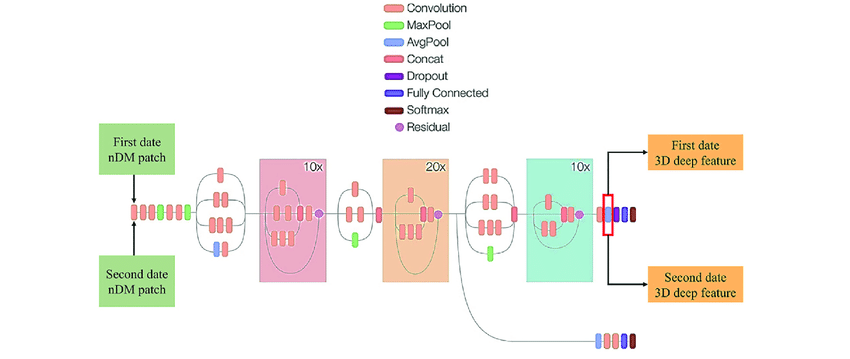 Convolution
MaxPool
AvgPool
Concat
Dropout
Fully Connected
Softmax
Residual
First date
nDM patch
10x
20x
10x
First date
3D deep feature
Second date
nDM patch
Second date
3D deep feature